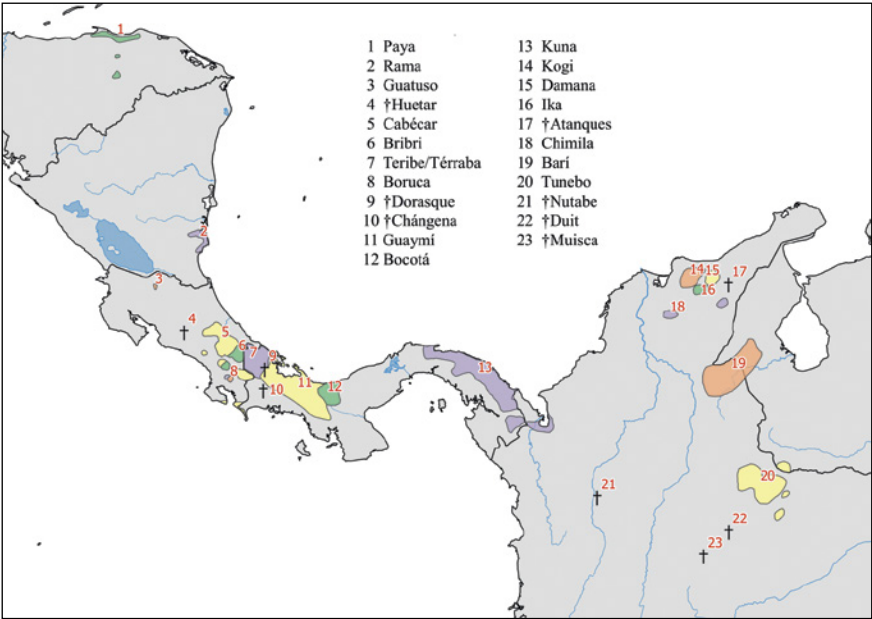 1 Paya
2 Rama
3 Guatuso
4 †Huetar
5 Cabécar
6 Bribri
7 Teribe/Térraba
8 Boruca
9 †Dorasque
10 †Chángena
11 Guaymí
12 Bocotá
13 Kuna
14 Kogi
15 Damana
16 Ika
17 †Atanques
18 Chimila
19 Barí
20 Tunebo
21 †Nutabe
22 †Duit
23 †Muisca
1
2
3
4
5
6
7
8
9
10
11
12
13
14
15
16
17
18
19
20
21
22
23